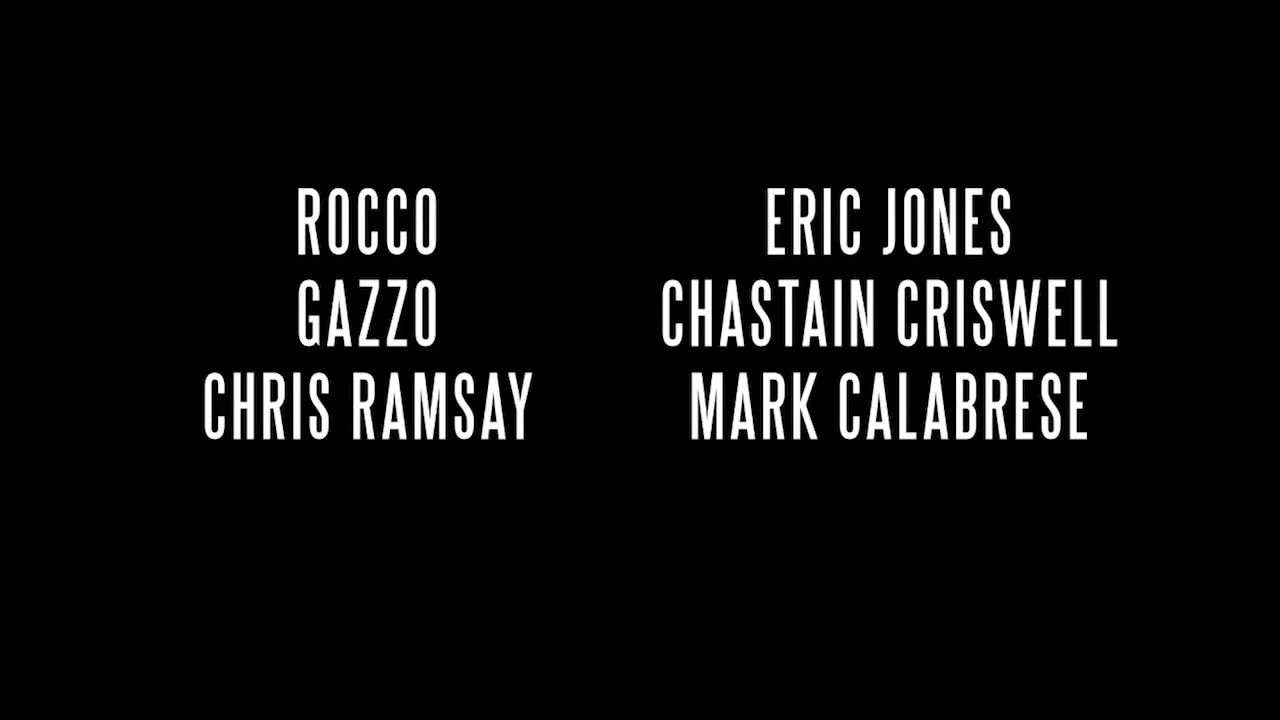 ROCCO
GAZZO
CHRIS RAMSAY
ERIC JONES
CHASTAIN CRISWELL
MARK CALABRESE